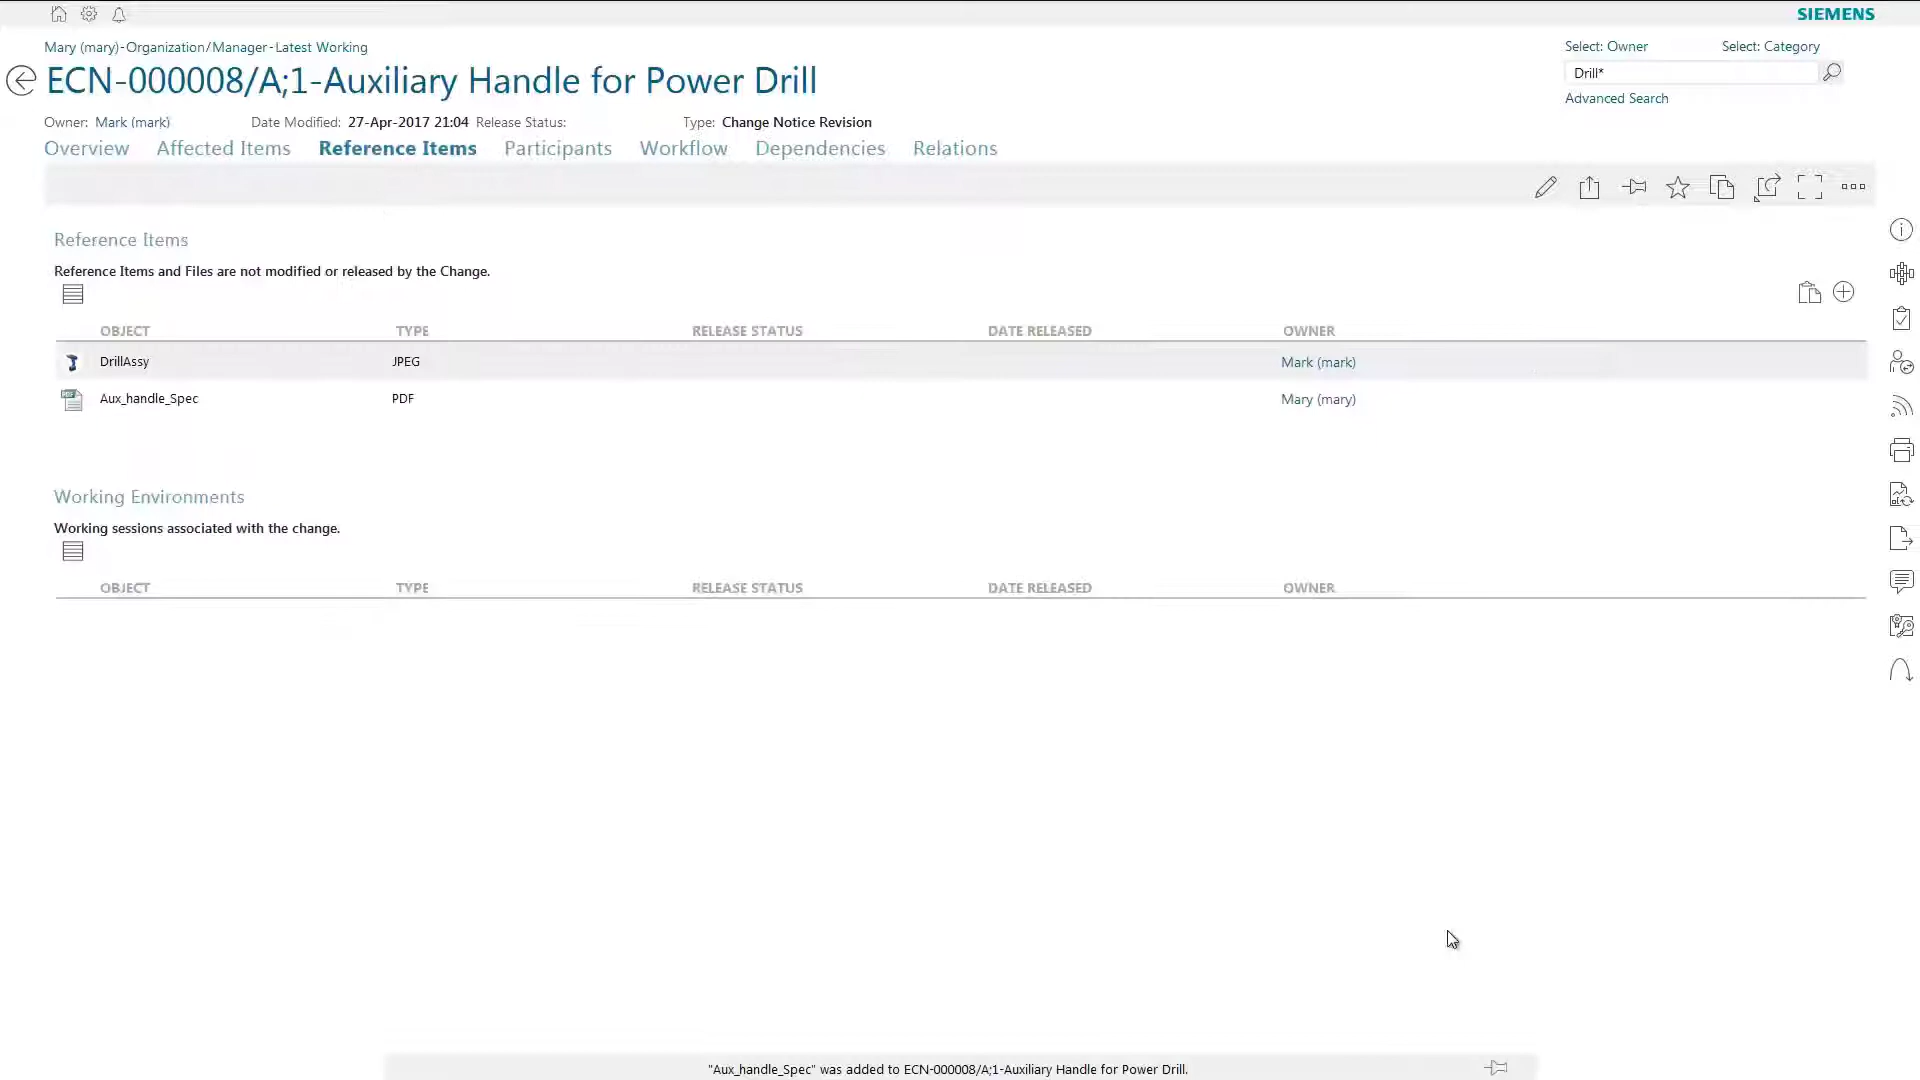 SIEMENS
Mary (mary)-Organization/Manager-Latest Working
Select: Owner Select: Category
ECN-000008/A;1-Auxiliary Handle for Power Drill
Drill*
Advanced Search
Owner: Mark (mark) Date Modified: 27-Apr-2017 21:04 Release Status: Type: Change Notice Revision
Overview Affected Items Reference Items Participants Workflow Dependencies Relations
Reference Items
Reference Items and Files are not modified or released by the Change.
OBJECT TYPE RELEASE STATUS DATE RELEASED OWNER
DrillAssy JPEG Mark (mark)
Aux_handle_Spec PDF Mary (mary)
Working Environments
Working sessions associated with the change.
OBJECT TYPE RELEASE STATUS DATE RELEASED OWNER
"Aux_handle_Spec" was added to ECN-000008/A;1-Auxiliary Handle for Power Drill.